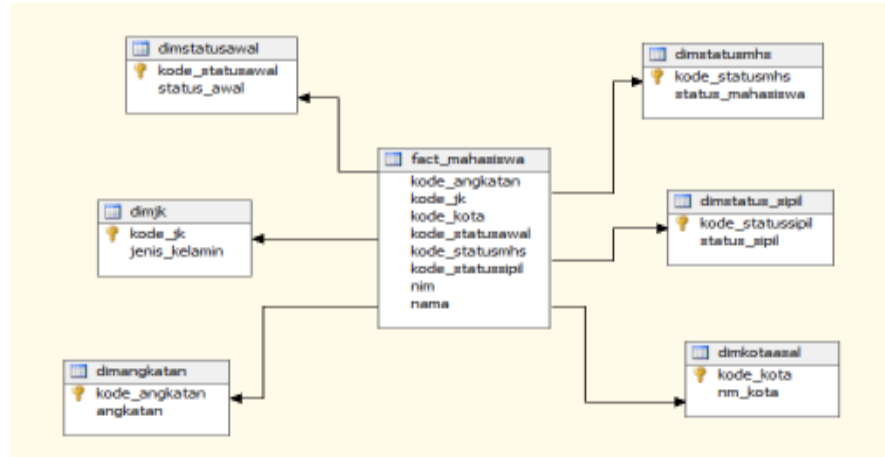 dimstatusawal
kode_statusawal
status_awal
dimstatusmhs
kode_statusmhs
status_mahasiswa
fact_mahasiswa
kode_angkatan
kode_jk
kode_kota
kode_statusawal
kode_statusmhs
kode_statussipil
nim
nama
dimjk
kode_jk
jenis_kelamin
dimstatus_sipil
kode_statussipil
status_sipil
dimangkatan
kode_angkatan
angkatan
dimkotaasal
kode_kota
nm_kota